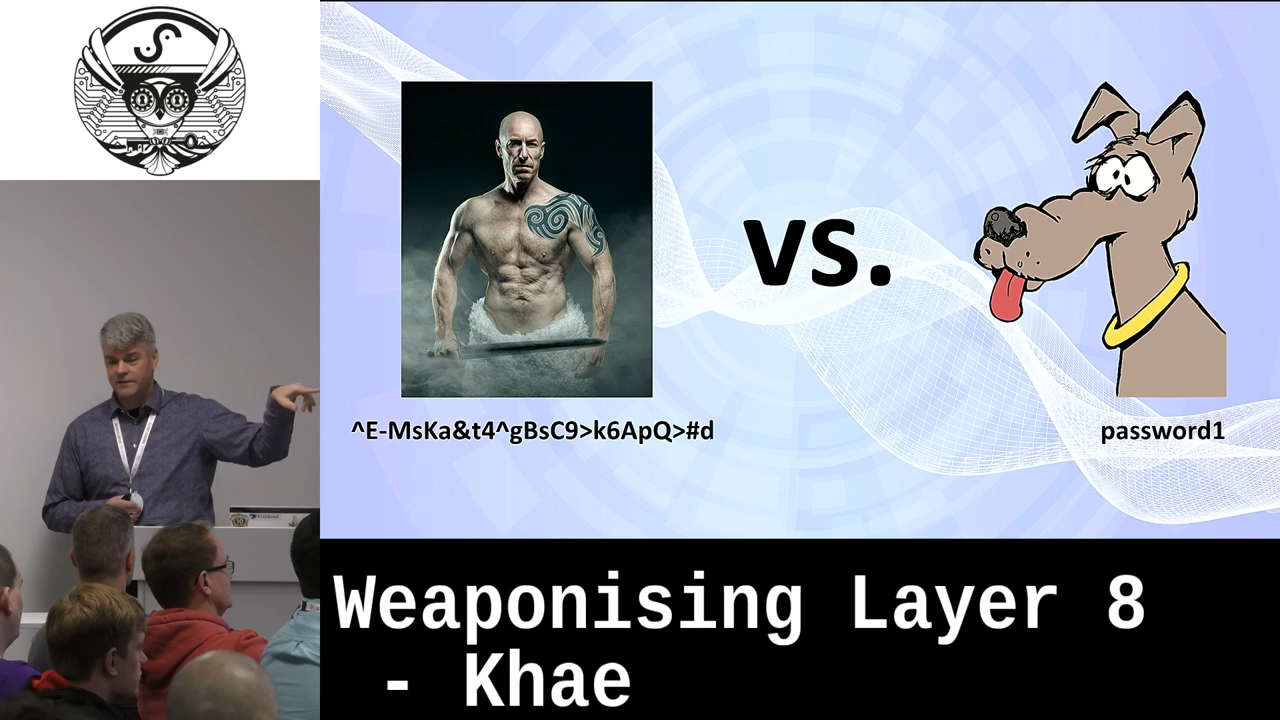 vs.
^E-MsKa&t4^gBsC9>k6ApQ>#d
password1
Weaponising Layer 8
- Khae